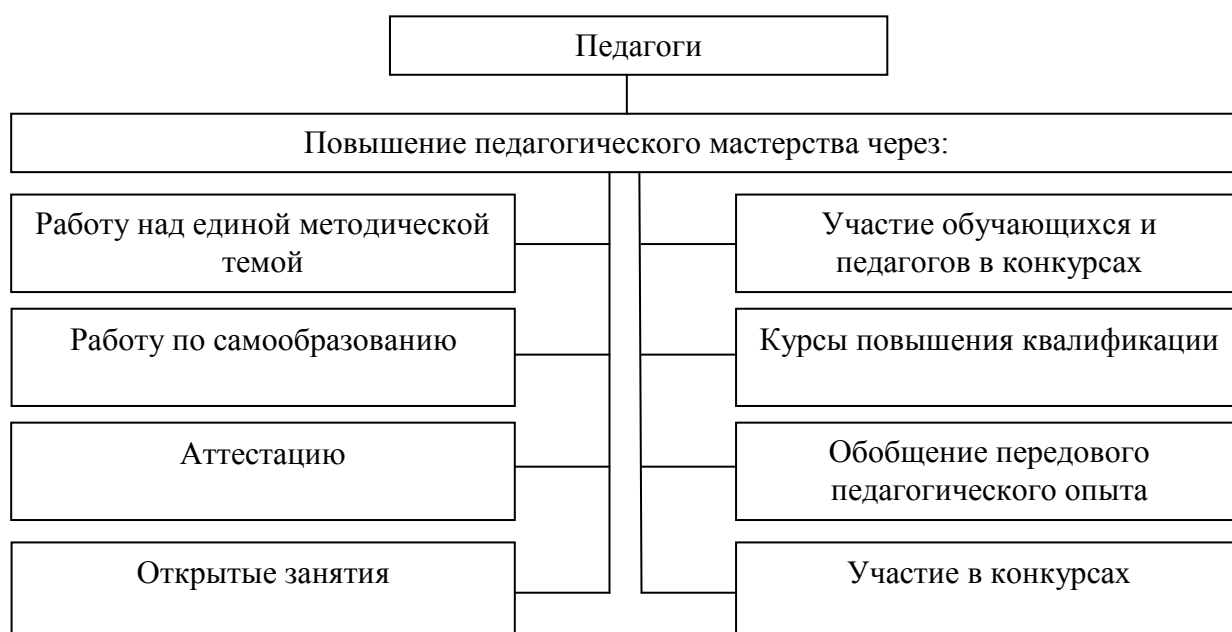 Педагоги
Повышение педагогического мастерства через:
Работу над единой методической
темой
Участие обучающихся и
педагогов в конкурсах
Работу по самообразованию
Курсы повышения квалификации
Аттестацию
Обобщение передового
педагогического опыта
Открытые занятия
Участие в конкурсах